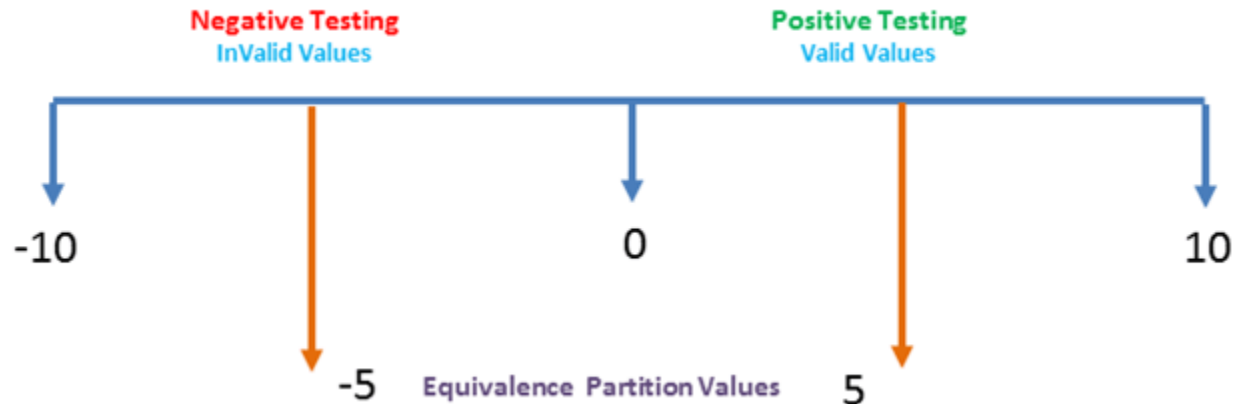 Negative Testing
InValid Values
Positive Testing
Valid Values
-10
0
10
-5
Equivalence Partition Values
5